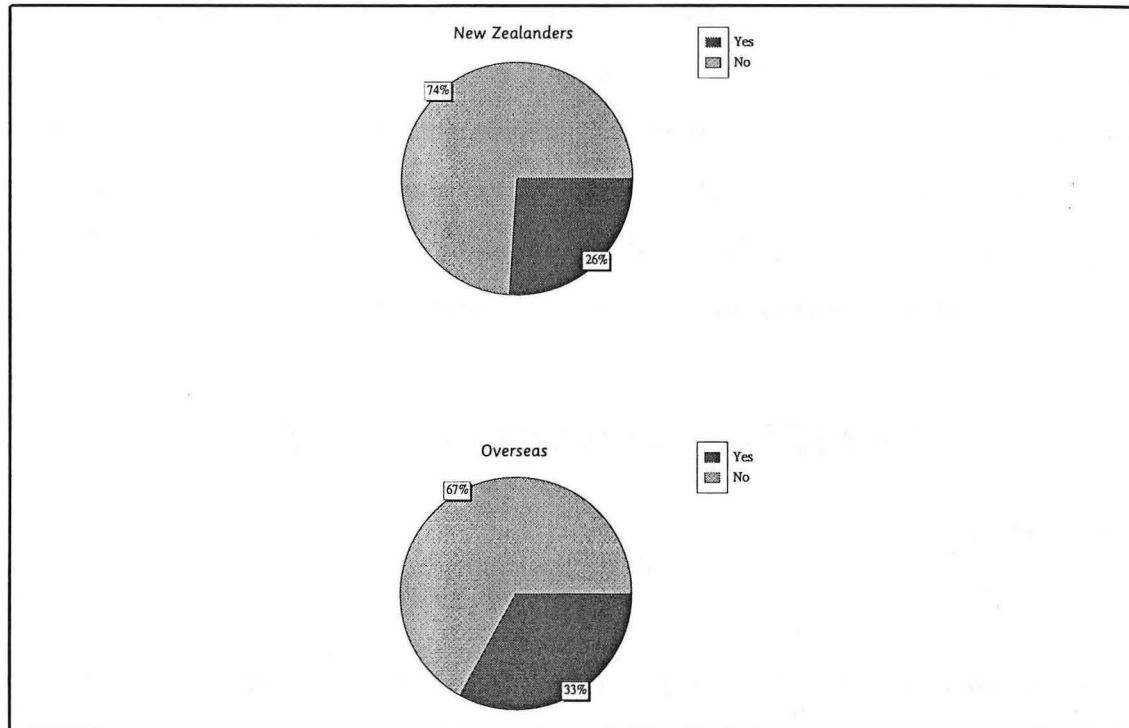 New Zealanders
Yes
No
74%
26%
Overseas
Yes
No
67%
33%